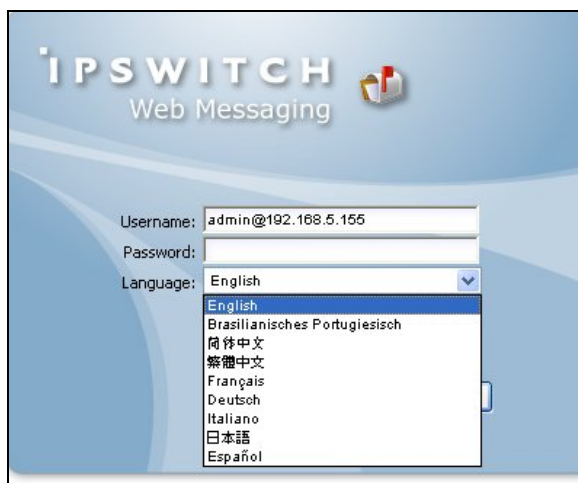 IPSWITCH
Web Messaging
Username: admin@192.168.5.155
Password:
Language: English
English
Brasilianisches Portugiesisch
简体中文
繁體中文
Français
Deutsch
Italiano
日本語
Español